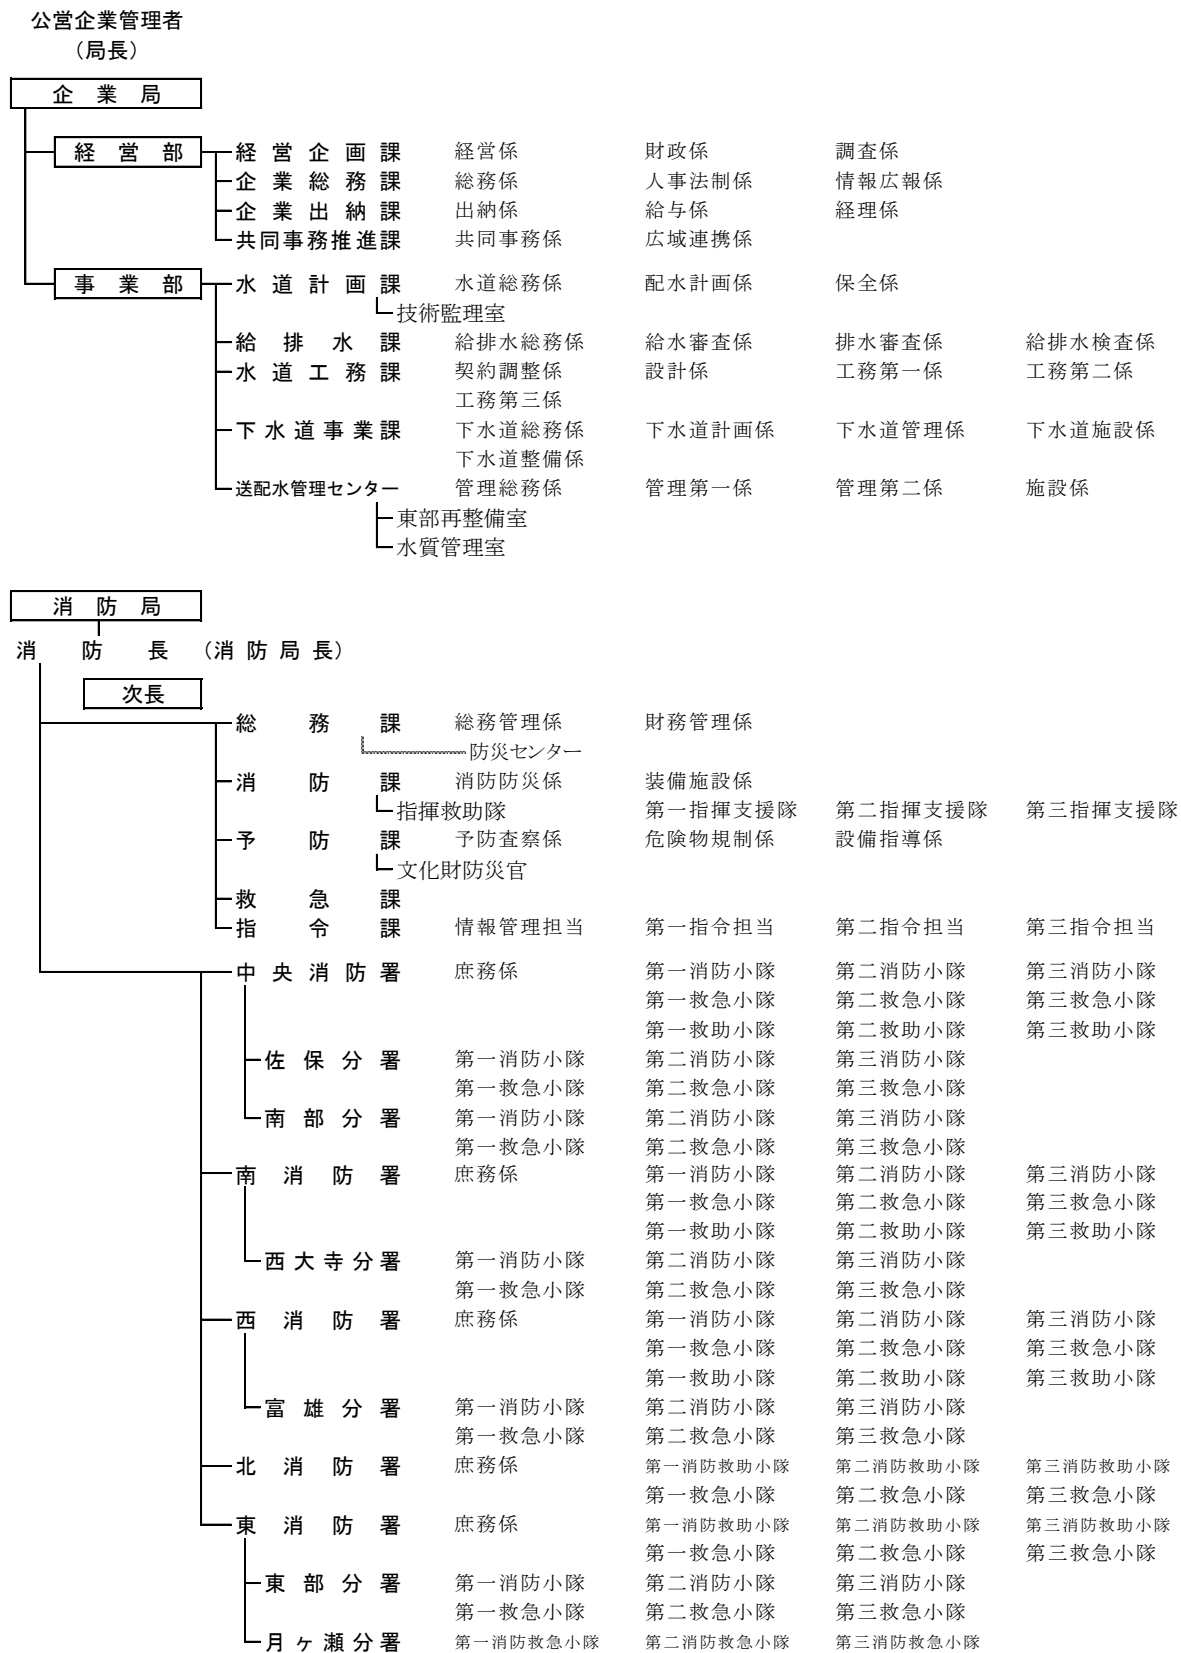 公営企業管理者
（局長）
企業局
経営部 経営企画課 経営係 財政係 調査係
企業総務課 総務係 人事法制係 情報広報係
企業出納課 出納係 給与係 経理係
共同事務推進課 共同事務係 広域連携係
事業部 水道計画課 水道総務係 配水計画係 保全係
技術監理室
給排水課 給排水総務係 給水審査係 排水審査係 給排水検査係
水道工務課 契約調整係 設計係 工務第一係 工務第二係
工務第三係
下水道事業課 下水道総務係 下水道計画係 下水道管理係 下水道施設係
下水道整備係
送配水管理センター 管理総務係 管理第一係 管理第二係 施設係
東部再整備室
水質管理室
消防局
消防長（消防局長）
次長
総務課 総務管理係 財務管理係
防災センター
消防課 消防防災係 装備施設係
指揮救助隊 第一指揮支援隊 第二指揮支援隊 第三指揮支援隊
予防課 予防査察係 危険物規制係 設備指導係
文化財防災官
救急課
指令課 情報管理担当 第一指令担当 第二指令担当 第三指令担当
中央消防署 庶務係 第一消防小隊 第二消防小隊 第三消防小隊
第一救急小隊 第二救急小隊 第三救急小隊
第一救助小隊 第二救助小隊 第三救助小隊
佐保分署 第一消防小隊 第二消防小隊 第三消防小隊
第一救急小隊 第二救急小隊 第三救急小隊
南部分署 第一消防小隊 第二消防小隊 第三消防小隊
第一救急小隊 第二救急小隊 第三救急小隊
南消防署 庶務係 第一消防小隊 第二消防小隊 第三消防小隊
第一救急小隊 第二救急小隊 第三救急小隊
第一救助小隊 第二救助小隊 第三救助小隊
西大寺分署 第一消防小隊 第二消防小隊 第三消防小隊
第一救急小隊 第二救急小隊 第三救急小隊
西消防署 庶務係 第一消防小隊 第二消防小隊 第三消防小隊
第一救急小隊 第二救急小隊 第三救急小隊
第一救助小隊 第二救助小隊 第三救助小隊
富雄分署 第一消防小隊 第二消防小隊 第三消防小隊
第一救急小隊 第二救急小隊 第三救急小隊
北消防署 庶務係 第一消防救助小隊 第二消防救助小隊 第三消防救助小隊
第一救急小隊 第二救急小隊 第三救急小隊
東消防署 庶務係 第一消防救助小隊 第二消防救助小隊 第三消防救助小隊
第一救急小隊 第二救急小隊 第三救急小隊
東部分署 第一消防小隊 第二消防小隊 第三消防小隊
第一救急小隊 第二救急小隊 第三救急小隊
月ヶ瀬分署 第一消防救急小隊 第二消防救急小隊 第三消防救急小隊